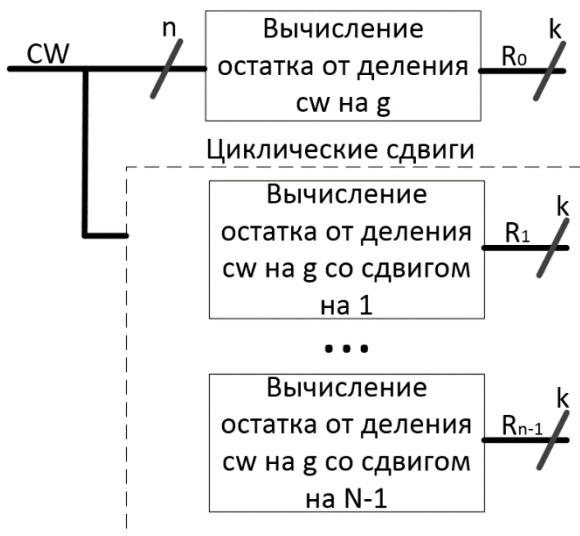 CW
n
Вычисление
остатка от деления
cw на g
R₀
k
Циклические сдвиги
Вычисление
остатка от деления
cw на g со сдвигом
на 1
R₁
k
...
Вычисление
остатка от деления
cw на g со сдвигом
на N-1
Rₙ₋₁
k